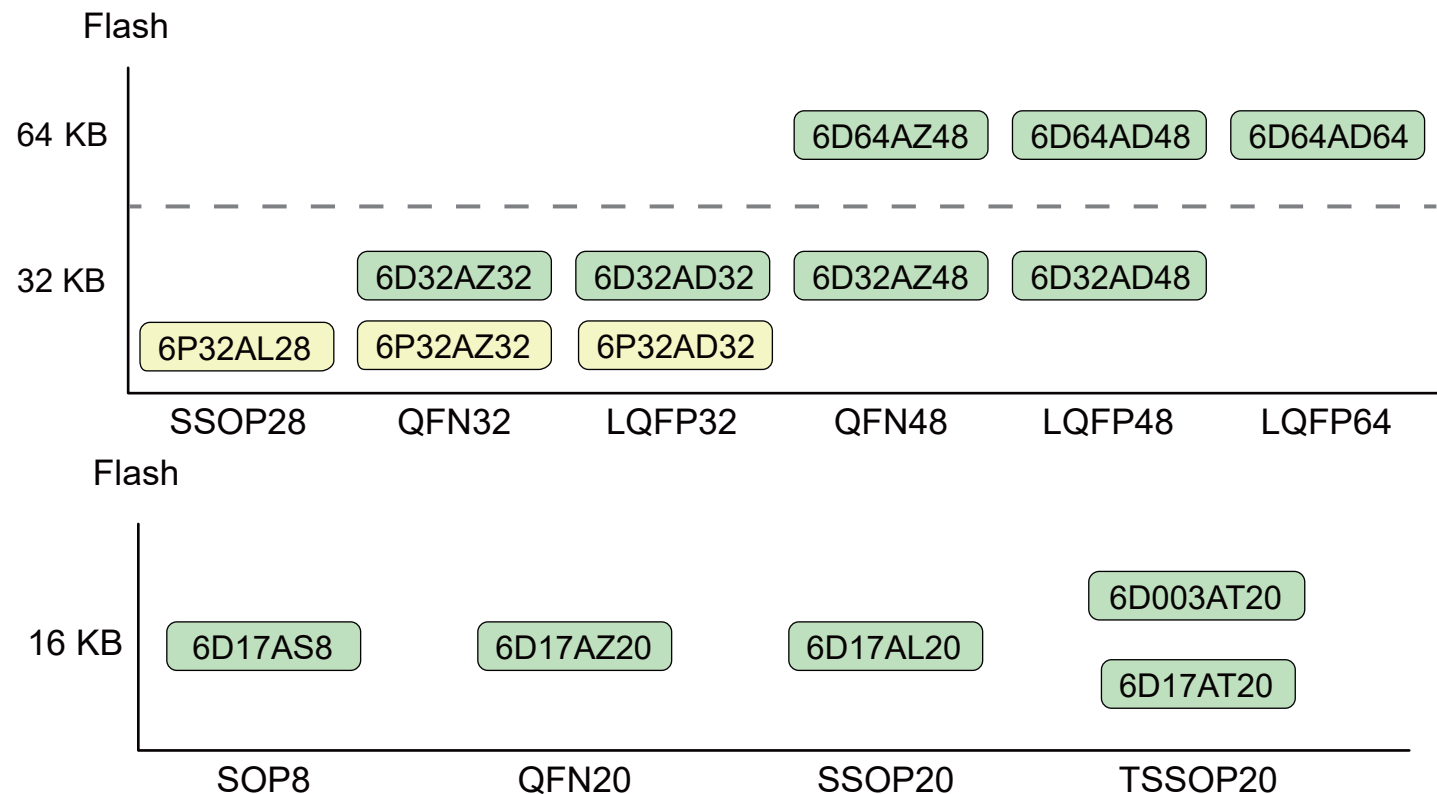 Flash
64 KB
6D64AZ48 6D64AD48 6D64AD64
32 KB
6D32AZ32 6D32AD32 6D32AZ48 6D32AD48
6P32AL28 6P32AZ32 6P32AD32
SSOP28 QFN32 LQFP32 QFN48 LQFP48 LQFP64
Flash
6D003AT20
16 KB
6D17AS8 6D17AZ20 6D17AL20
6D17AT20
SOP8 QFN20 SSOP20 TSSOP20